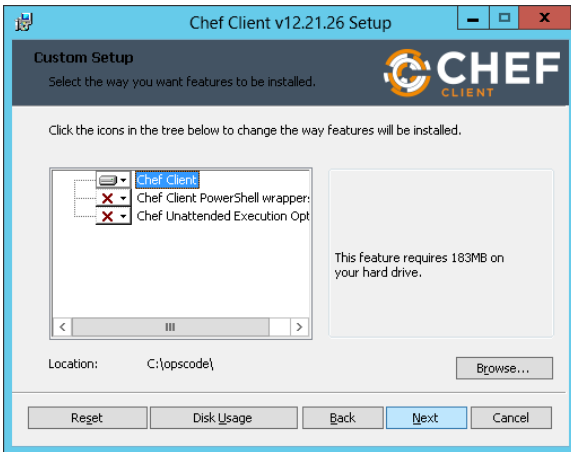 Chef Client v12.21.26 Setup
Custom Setup
Select the way you want features to be installed.
CHEF
CLIENT
Click the icons in the tree below to change the way features will be installed.
Chef Client
Chef Client PowerShell wrappers
Chef Unattended Execution Opt
This feature requires 183MB on
your hard drive.
Location:
C:\opscode\
Browse...
Reset
Disk Usage
Back
Next
Cancel